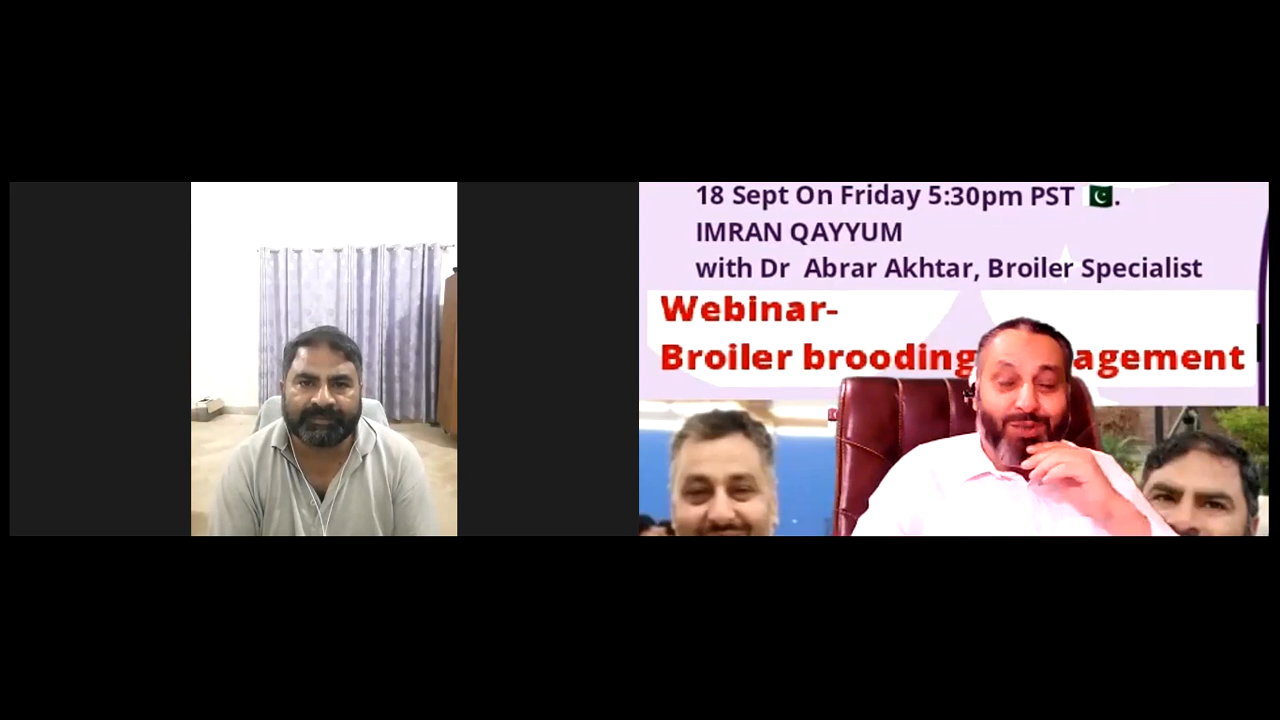 18 Sept On Friday 5:30pm PST 🇵🇰.
IMRAN QAYYUM
with Dr Abrar Akhtar, Broiler Specialist
Webinar-
Broiler brooding agement